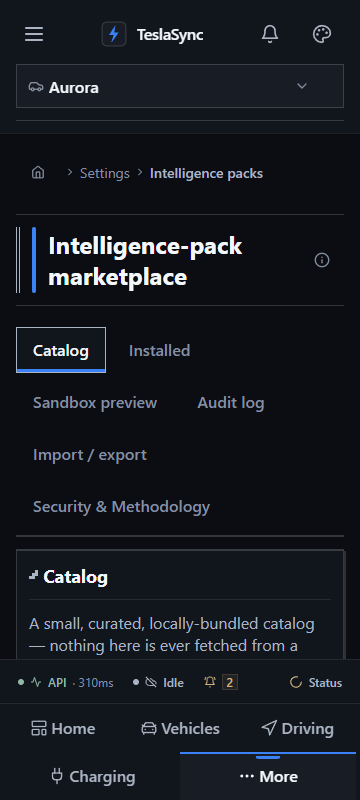 TeslaSync
Aurora
Settings Intelligence packs
Intelligence-pack
marketplace
Catalog Installed
Sandbox preview Audit log
Import / export
Security & Methodology
Catalog
A small, curated, locally-bundled catalog
— nothing here is ever fetched from a
API · 310ms Idle 2 Status
Home Vehicles Driving
Charging More